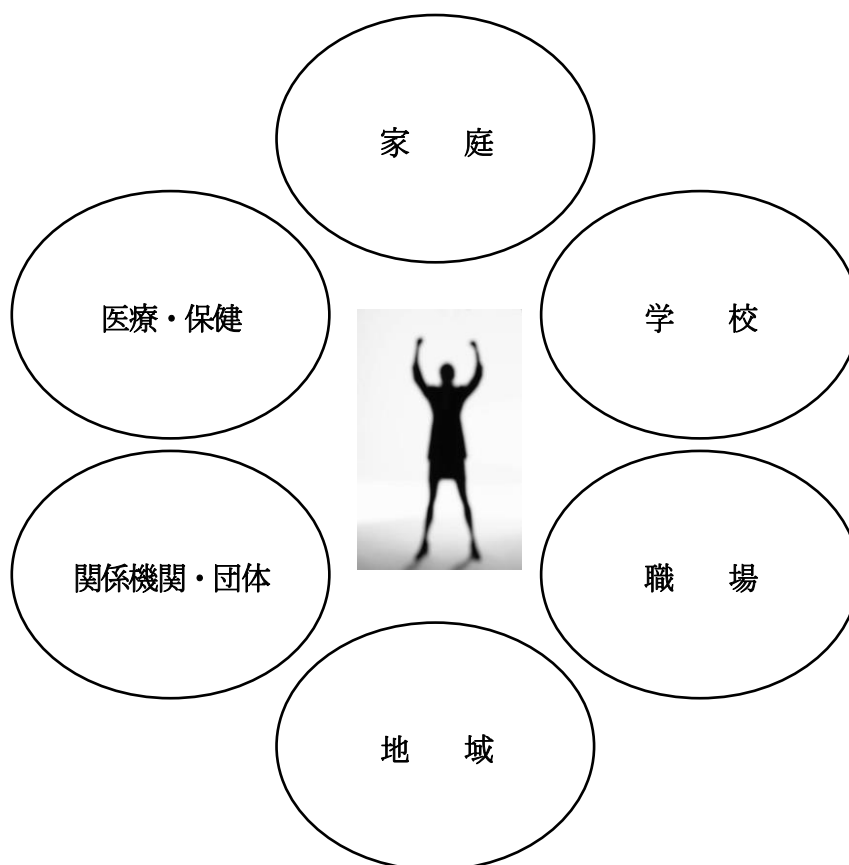 家　庭
医療・保健
学　校
関係機関・団体
職　場
地　域